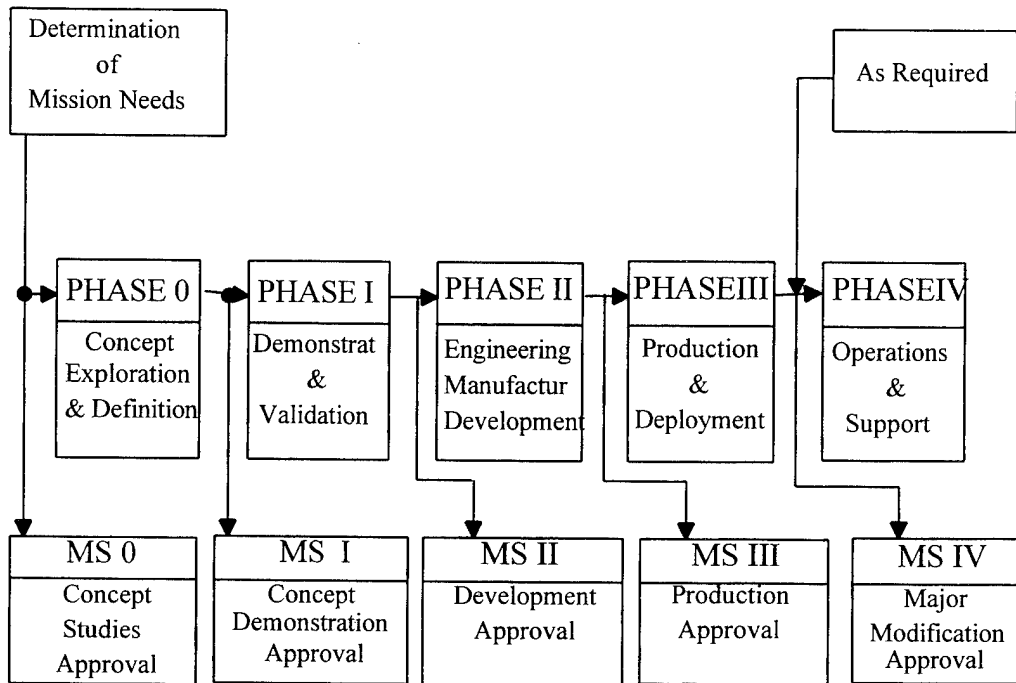 Determination
of
Mission Needs
As Required
PHASE 0
Concept
Exploration
& Definition
PHASE I
Demonstrat
&
Validation
PHASE II
Engineering
Manufactur
Development
PHASEIII
Production
&
Deployment
PHASEIV
Operations
&
Support
MS 0
Concept
Studies
Approval
MS I
Concept
Demonstration
Approval
MS II
Development
Approval
MS III
Production
Approval
MS IV
Major
Modification
Approval